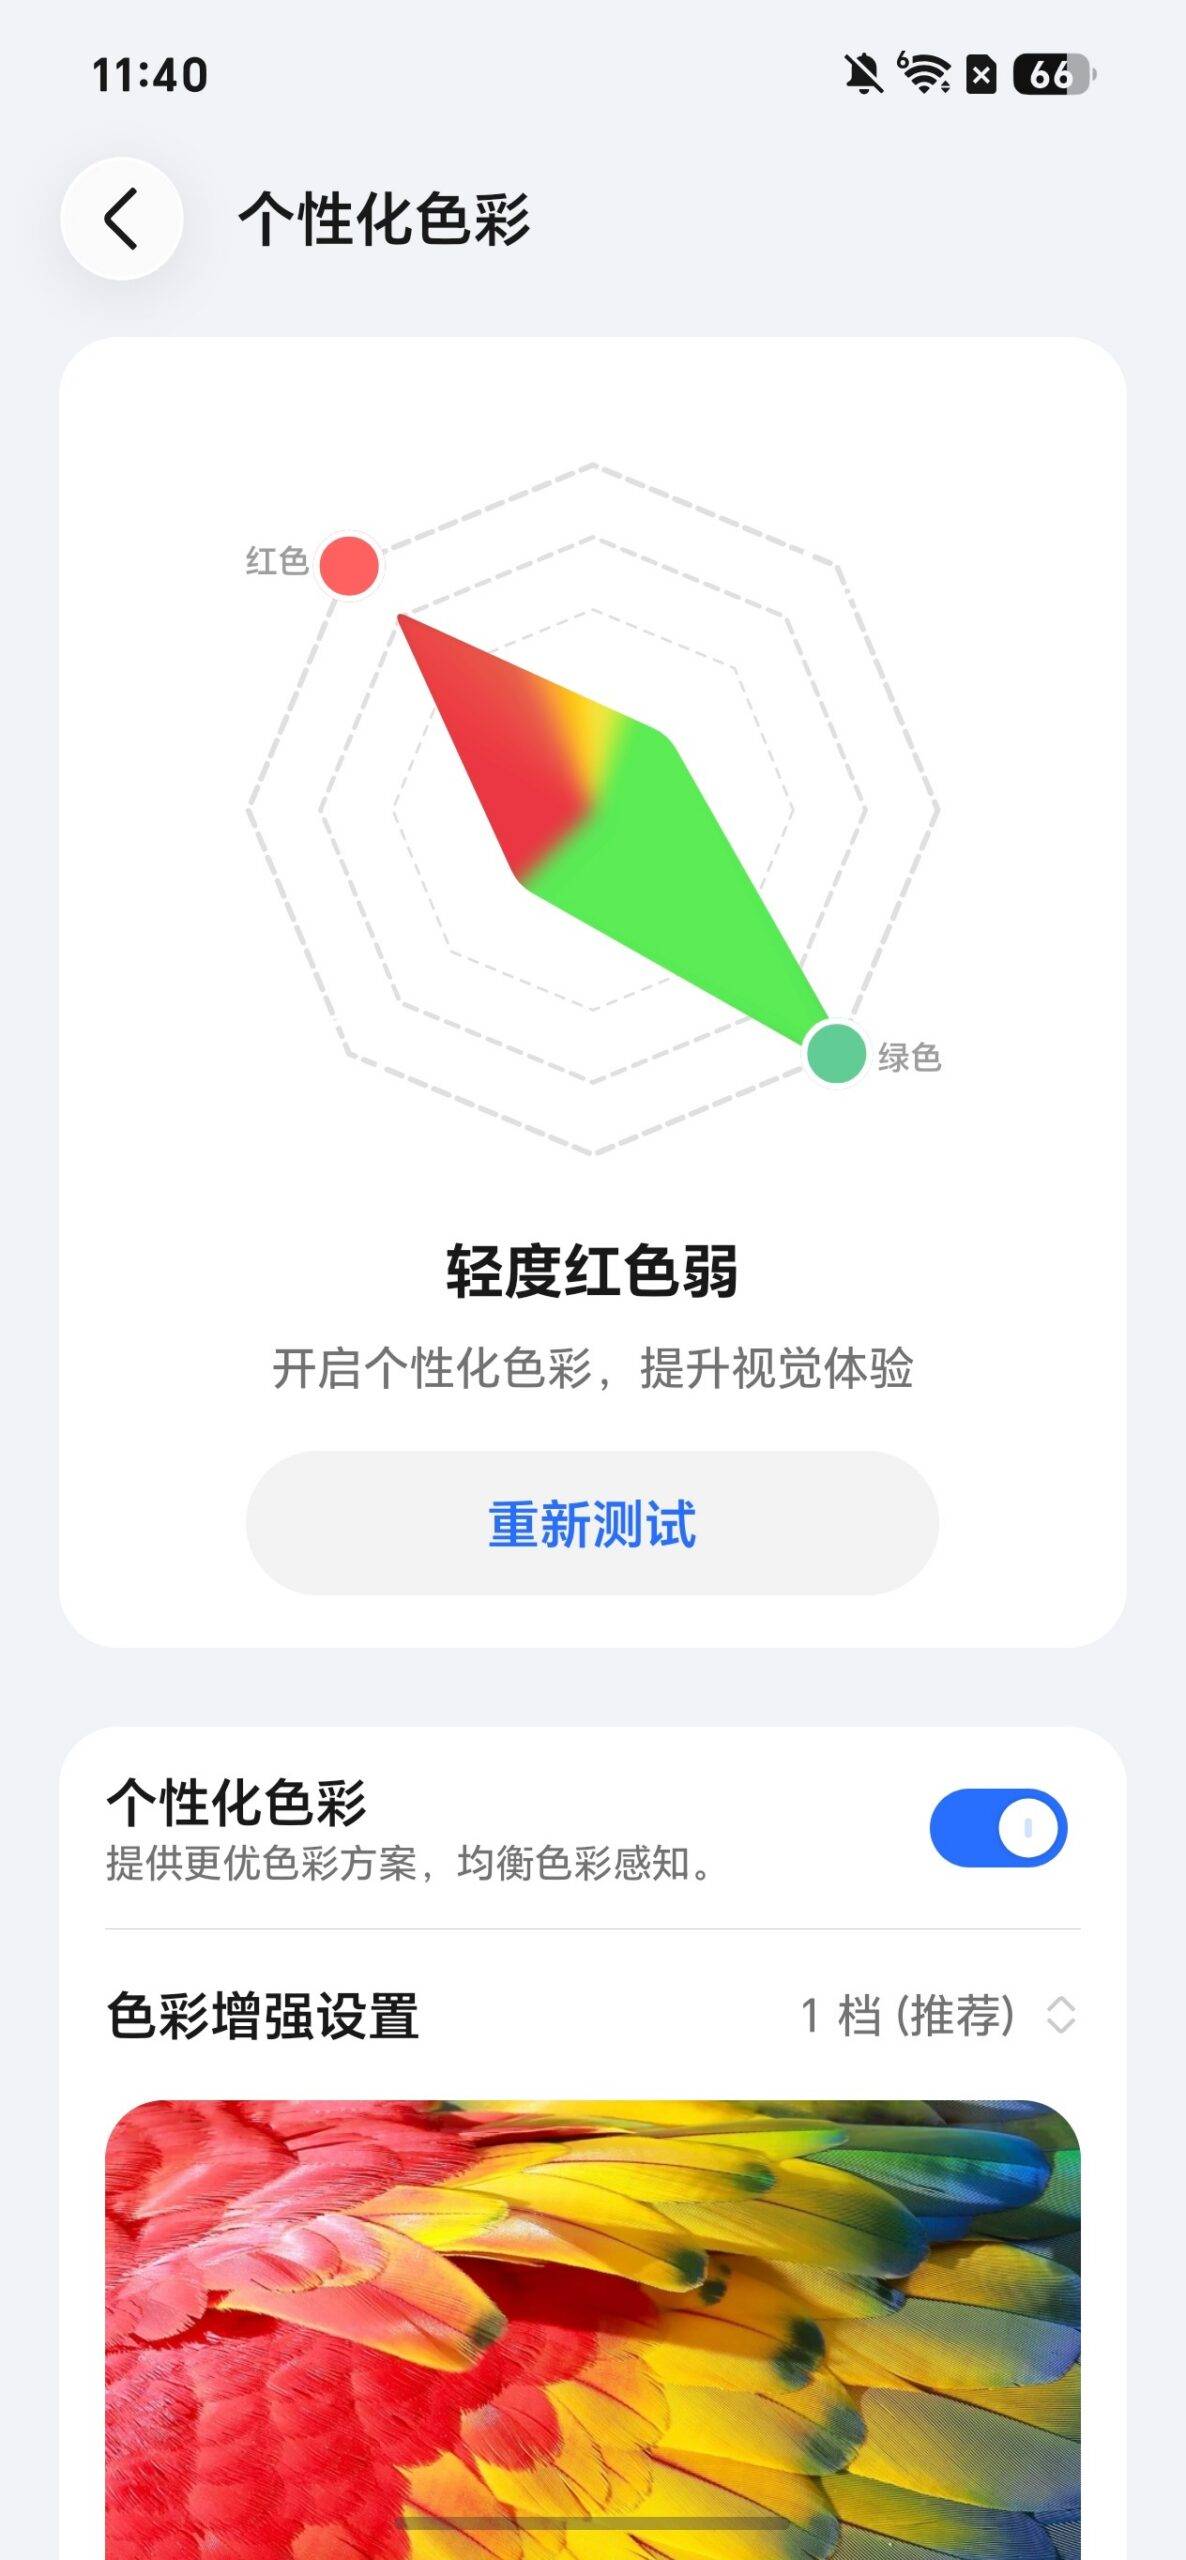 11:40
6
66
个性化色彩
红色
绿色
轻度红色弱
开启个性化色彩，提升视觉体验
重新测试
个性化色彩
提供更优色彩方案，均衡色彩感知。
色彩增强设置
1 档 (推荐)